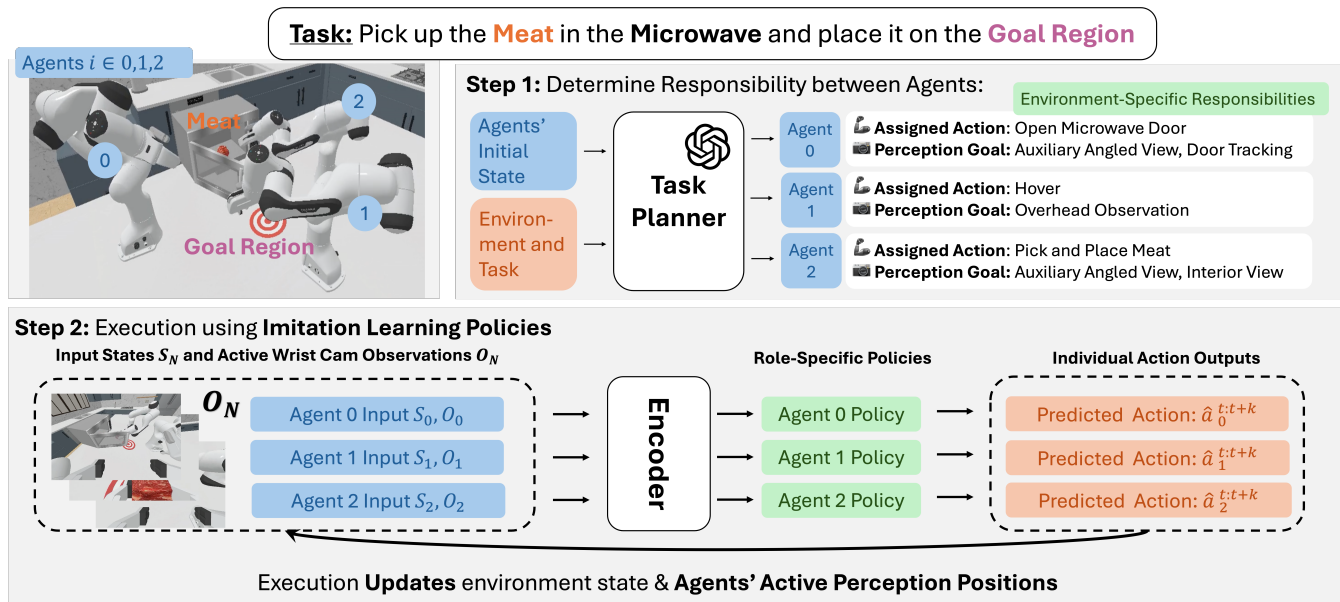 Task: Pick up the Meat in the Microwave and place it on the Goal Region
Agents i ∈ 0,1,2
Meat
0
2
1
Goal Region
Step 1: Determine Responsibility between Agents:
Environment-Specific Responsibilities
Agents'
Initial
State
Environ-
ment and
Task
Task
Planner
Agent
0
Assigned Action: Open Microwave Door
Perception Goal: Auxiliary Angled View, Door Tracking
Agent
1
Assigned Action: Hover
Perception Goal: Overhead Observation
Agent
2
Assigned Action: Pick and Place Meat
Perception Goal: Auxiliary Angled View, Interior View
Step 2: Execution using Imitation Learning Policies
Input States S_N and Active Wrist Cam Observations O_N
Role-Specific Policies
Individual Action Outputs
O_N
Agent 0 Input S_0, O_0
Agent 1 Input S_1, O_1
Agent 2 Input S_2, O_2
Encoder
Agent 0 Policy
Agent 1 Policy
Agent 2 Policy
Predicted Action: â_0^{t:t+k}
Predicted Action: â_1^{t:t+k}
Predicted Action: â_2^{t:t+k}
Execution Updates environment state & Agents' Active Perception Positions